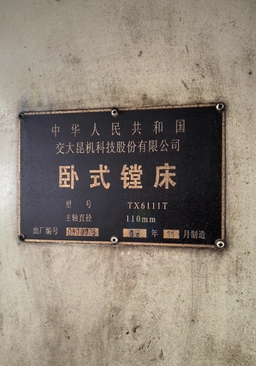 中华人民共和国
交大昆机科技股份有限公司
卧式镗床
型号 TX6111T
主轴直径 110mm
出厂编号 年 月制造